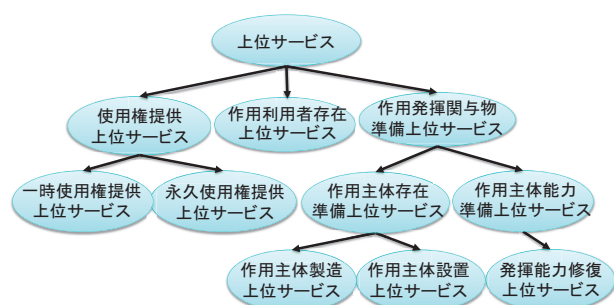 上位サービス
使用権提供
上位サービス
作用利用者存在
上位サービス
作用発揮関与物
準備上位サービス
一時使用権提供
上位サービス
永久使用権提供
上位サービス
作用主体存在
準備上位サービス
作用主体能力
準備上位サービス
作用主体製造
上位サービス
作用主体設置
上位サービス
発揮能力修復
上位サービス